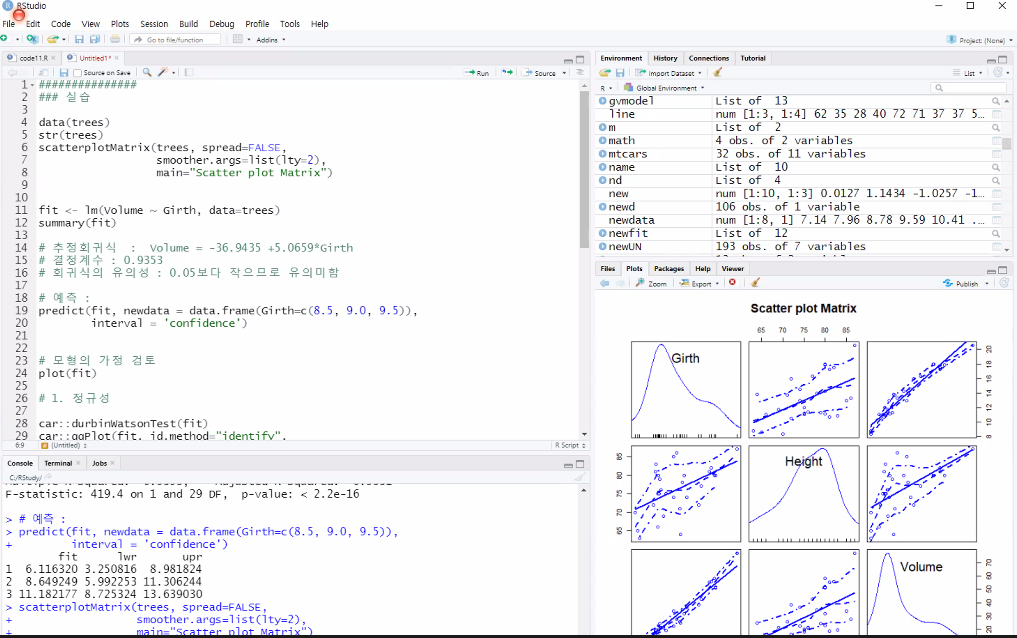 RStudio
File Edit Code View Plots Session Build Debug Profile Tools Help
Go to file/function Addins Project: (None)
code11.R Untitled1*
Source on Save Run Source
1 ###############
2 ### 실습
3
4 data(trees)
5 str(trees)
6 scatterplotMatrix(trees, spread=FALSE,
7 smoother.args=list(lty=2),
8 main="Scatter plot Matrix")
9
10
11 fit <- lm(Volume ~ Girth, data=trees)
12 summary(fit)
13
14 # 추정회귀식 : Volume = -36.9435 +5.0659*Girth
15 # 결정계수 : 0.9353
16 # 회귀식의 유의성 : 0.05보다 작으므로 유의미함
17
18 # 예측 :
19 predict(fit, newdata = data.frame(Girth=c(8.5, 9.0, 9.5)),
20 interval = 'confidence')
21
22
23 # 모형의 가정 검토
24 plot(fit)
25
26 # 1. 정규성
27
28 car::durbinWatsonTest(fit)
29 car::qqPlot(fit, id.method="identify",
6:9 (Untitled) R Script
Console Terminal Jobs
C:/RStudy/
F-statistic: 419.4 on 1 and 29 DF, p-value: < 2.2e-16
> # 예측 :
> predict(fit, newdata = data.frame(Girth=c(8.5, 9.0, 9.5)),
+ interval = 'confidence')
fit lwr upr
1 6.116320 3.250816 8.981824
2 8.649249 5.992253 11.306244
3 11.182177 8.725324 13.639030
> scatterplotMatrix(trees, spread=FALSE,
+ smoother.args=list(lty=2),
+ main="Scatter plot Matrix")
Environment History Connections Tutorial
Import Dataset List
R Global Environment
gvmodel List of 13
line num [1:3, 1:4] 62 35 28 40 72 71 37 37 5...
m List of 2
math 4 obs. of 2 variables
mtcars 32 obs. of 11 variables
name List of 10
nd List of 4
new num [1:10, 1:3] 0.0127 1.1434 -1.0257 -1...
newd 106 obs. of 1 variable
newdata num [1:8, 1] 7.14 7.96 8.78 9.59 10.41 ...
newfit List of 12
newUN 193 obs. of 7 variables
Files Plots Packages Help Viewer
Zoom Export Publish
Scatter plot Matrix
65 70 75 80 85
Girth
8 10 12 14 16 18 20
Height
65 70 75 80 85
Volume
20 30 40 50 60 70